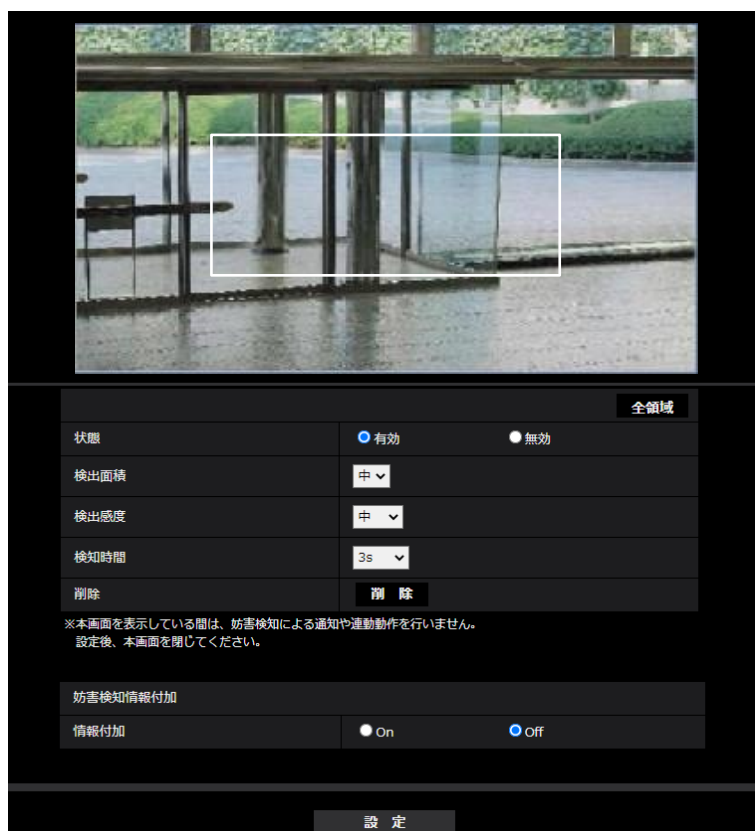 全領域
状態 有効 無効
検出面積 中
検出感度 中
検知時間 3s
削除 削 除
※本画面を表示している間は、妨害検知による通知や連動動作を行いません。
設定後、本画面を閉じてください。
妨害検知情報付加
情報付加 On Off
設 定